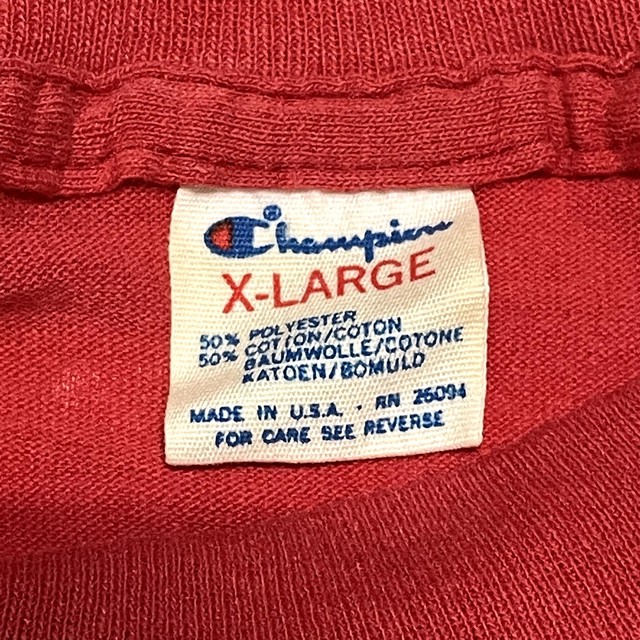 ®
Champion
X-LARGE
50% POLYESTER
50% COTTON/COTON
BAUMWOLLE/COTONE
KATOEN/BOMULD
MADE IN U.S.A. · RN 26094
FOR CARE SEE REVERSE